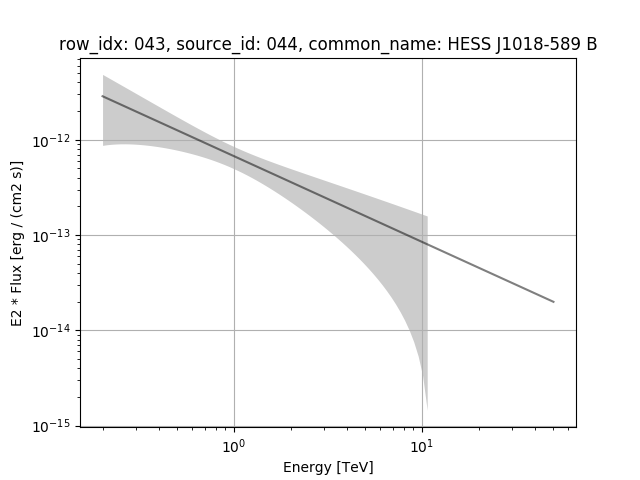 row_idx: 043, source_id: 044, common_name: HESS J1018-589 B
E2 * Flux [erg / (cm2 s)]
10⁻¹²
10⁻¹³
10⁻¹⁴
10⁻¹⁵
10⁰ 10¹
Energy [TeV]